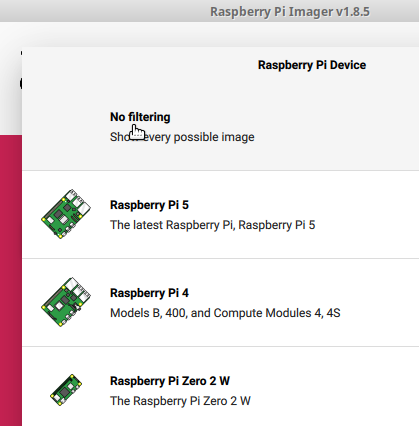 Raspberry Pi Imager v1.8.5
Raspberry Pi Device
No filtering
Show every possible image
Raspberry Pi 5
The latest Raspberry Pi, Raspberry Pi 5
Raspberry Pi 4
Models B, 400, and Compute Modules 4, 4S
Raspberry Pi Zero 2 W
The Raspberry Pi Zero 2 W